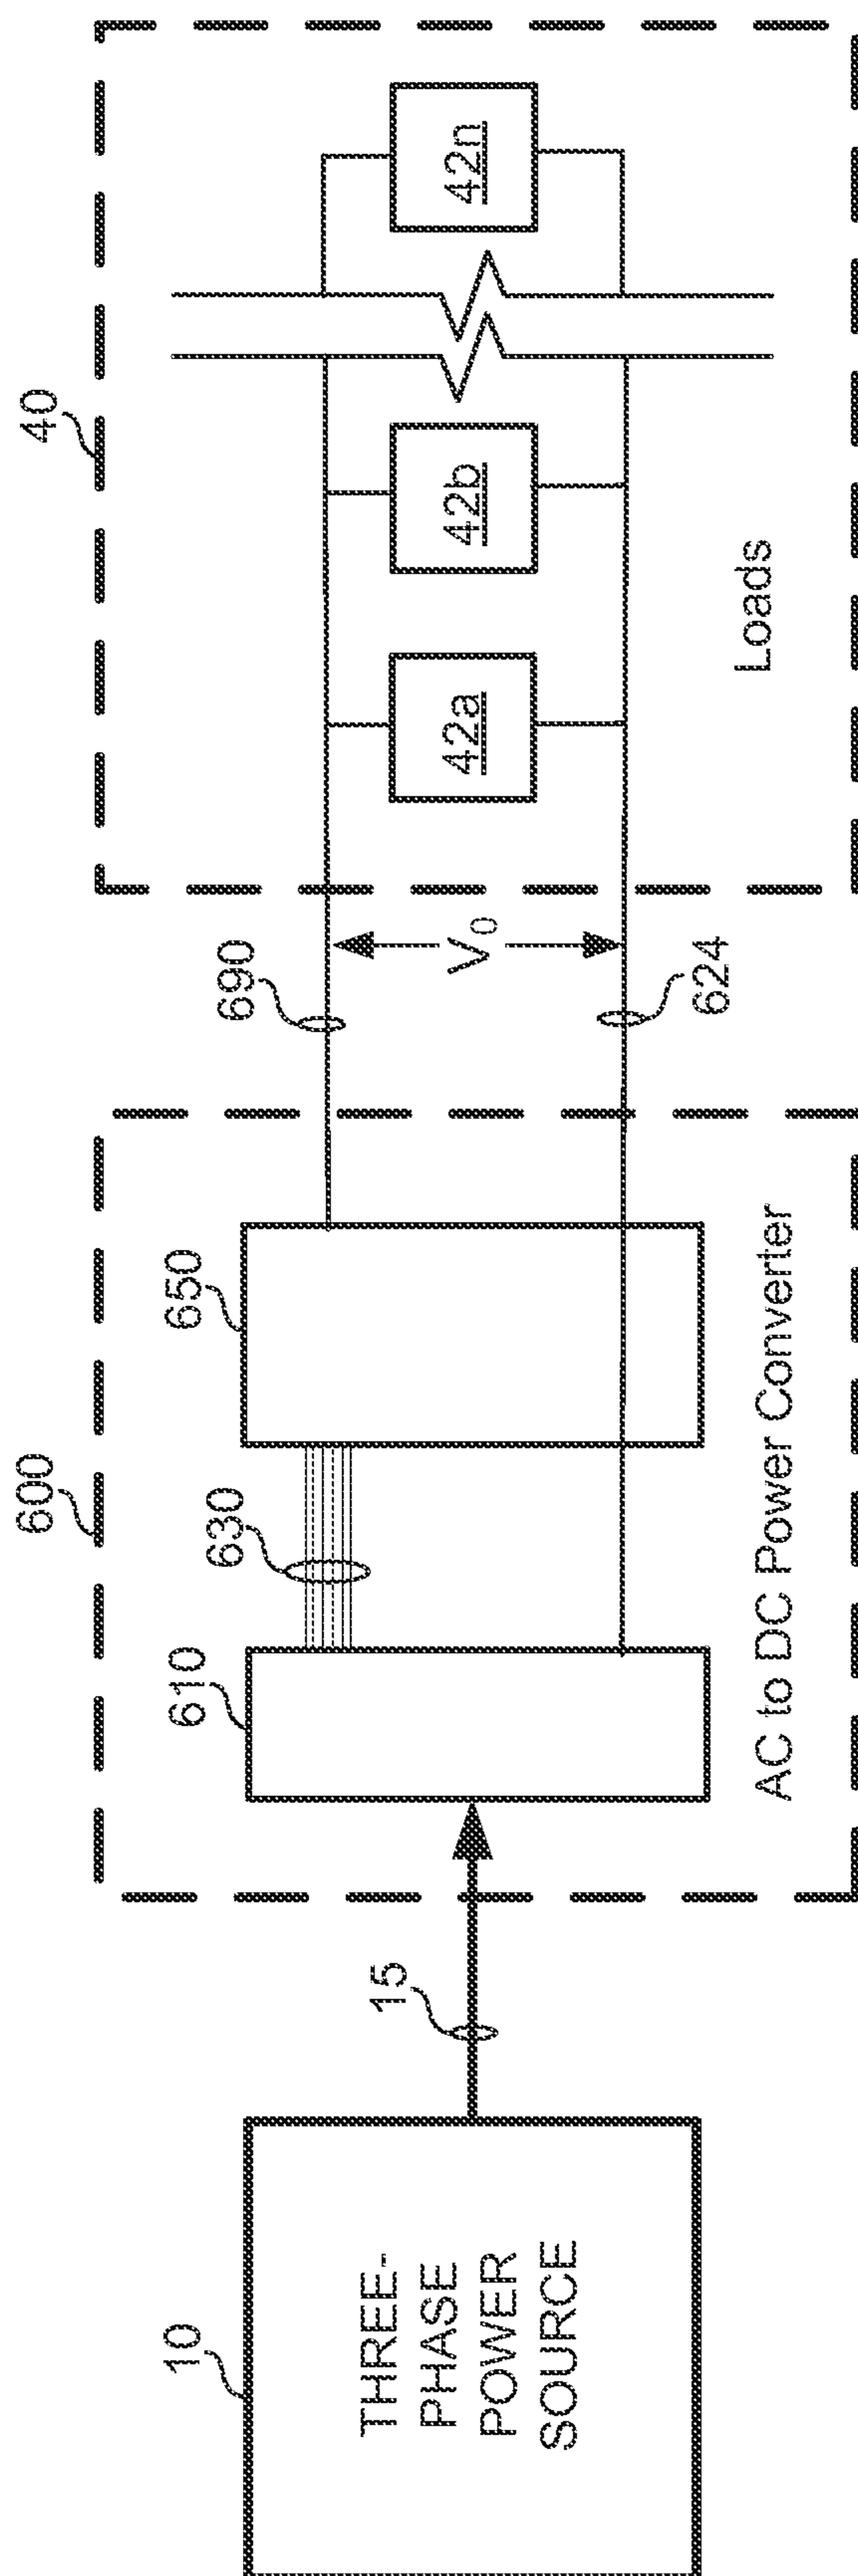 10
THREE-
PHASE
POWER
SOURCE
15
600
610
630
650
AC to DC Power Converter
690
V0
624
40
42a
42b
42n
Loads